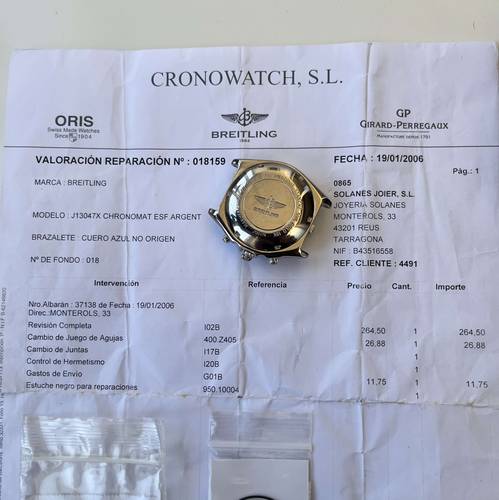 CRONOWATCH, S.L.
ORIS
Swiss Made Watches
Since 1904
BREITLING
1884
GP
GIRARD-PERREGAUX
MANUFACTURE DEPUIS 1791
VALORACIÓN REPARACIÓN Nº : 018159
FECHA : 19/01/2006
Pág.: 1
MARCA : BREITLING
0865
SOLANES JOIER, S.L.
JOYERIA SOLANES
MODELO : J13047X CHRONOMAT ESF.ARGENT
MONTEROLS, 33
43201 REUS
BRAZALETE : CUERO AZUL NO ORIGEN
TARRAGONA
NIF : B43516558
Nº DE FONDO : 018
REF. CLIENTE : 4491
Intervención Referencia Precio Cant. Importe
Nro.Albarán : 37138 de Fecha : 19/01/2006
Direc.:MONTEROLS, 33
Revisión Completa I02B 264,50 1 264,50
Cambio de Juego de Agujas 400.Z405 26,88 1 26,88
Cambio de Juntas I17B 1
Control de Hermetismo I20B 1
Gastos de Envío G01B 1
Estuche negro para reparaciones 950.10004 11,75 1 11,75